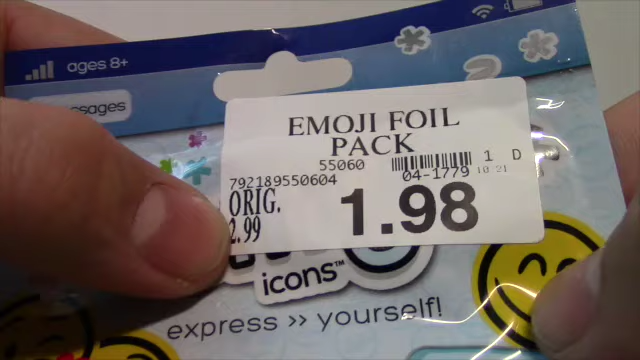 ages 8+
sages
EMOJI FOIL
PACK
55060
792189550604
04-1779
1 D
10.21
ORIG.
2.99
1.98
icons™
express >> yourself!